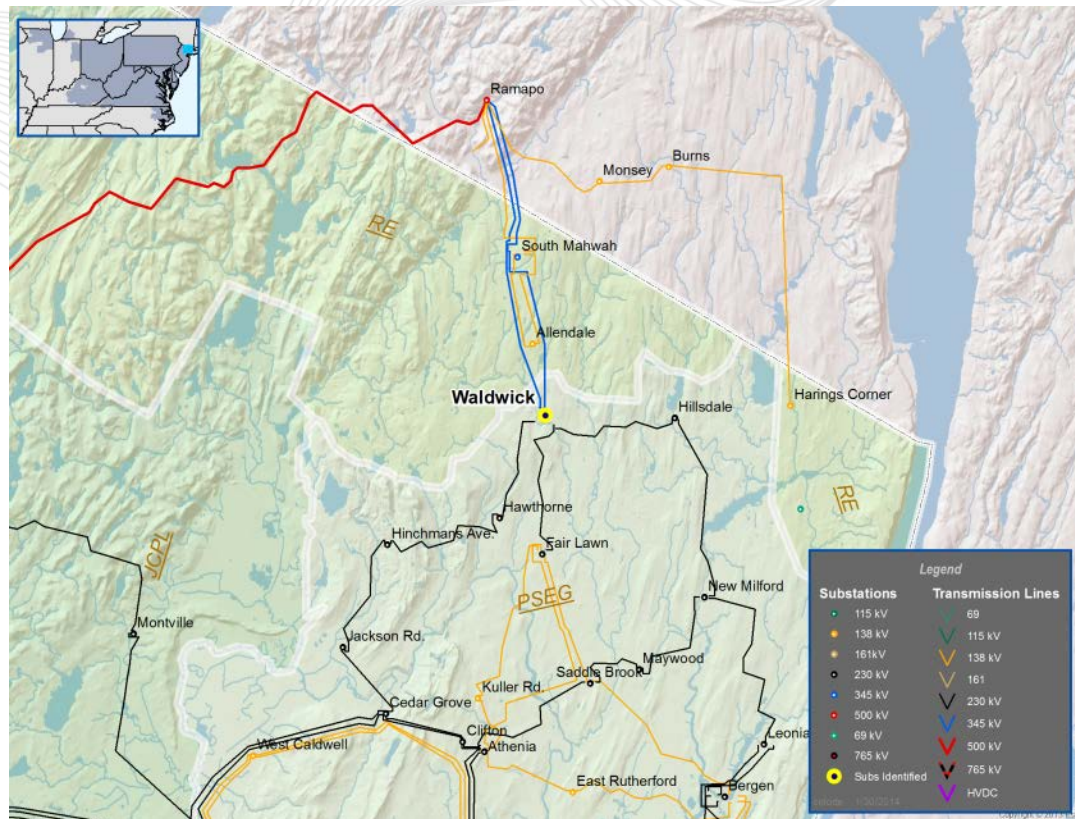 Ramapo
Monsey
Burns
RE
South Mahwah
Allendale
Waldwick
Hillsdale
Harings Corner
RE
Hawthorne
Hinchmans Ave.
Fair Lawn
JCPL
PSEG
New Milford
Montville
Jackson Rd.
Saddle Brook
Maywood
Kuller Rd.
Cedar Grove
Clifton
West Caldwell
Athenia
Leonia
East Rutherford
Bergen
Legend
Substations
115 kV
138 kV
161kV
230 kV
345 kV
500 kV
69 kV
765 kV
Subs Identified
Transmission Lines
69
115 kV
138 kV
161
230 kV
345 kV
500 kV
765 kV
HVDC
1/30/2014